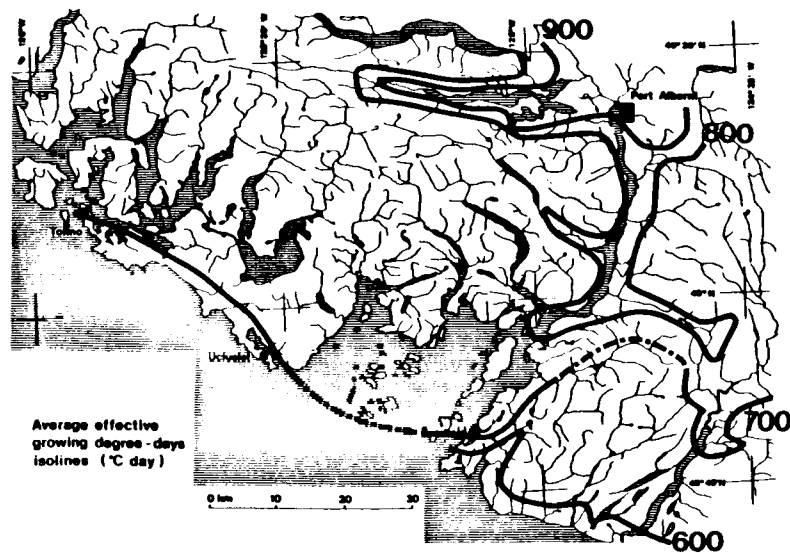 900
Port Alberni
800
Tofino
Ucluelet
Average effective
growing degree-days
isolines (°C day)
0 km 10 20 30
700
600